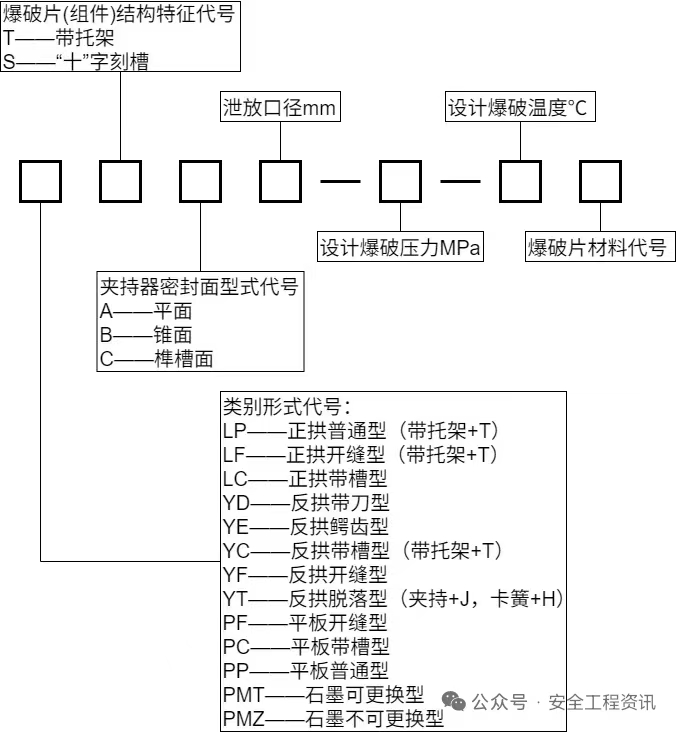 爆破片(组件)结构特征代号
T——带托架
S——“十”字刻槽
泄放口径mm
设计爆破温度℃
设计爆破压力MPa
爆破片材料代号
夹持器密封面型式代号
A——平面
B——锥面
C——榫槽面
类别形式代号：
LP——正拱普通型（带托架+T）
LF——正拱开缝型（带托架+T）
LC——正拱带槽型
YD——反拱带刀型
YE——反拱鳄齿型
YC——反拱带槽型（带托架+T）
YF——反拱开缝型
YT——反拱脱落型（夹持+J，卡簧+H）
PF——平板开缝型
PC——平板带槽型
PP——平板普通型
PMT——石墨可更换型
PMZ——石墨不可更换型
公众号 · 安全工程资讯